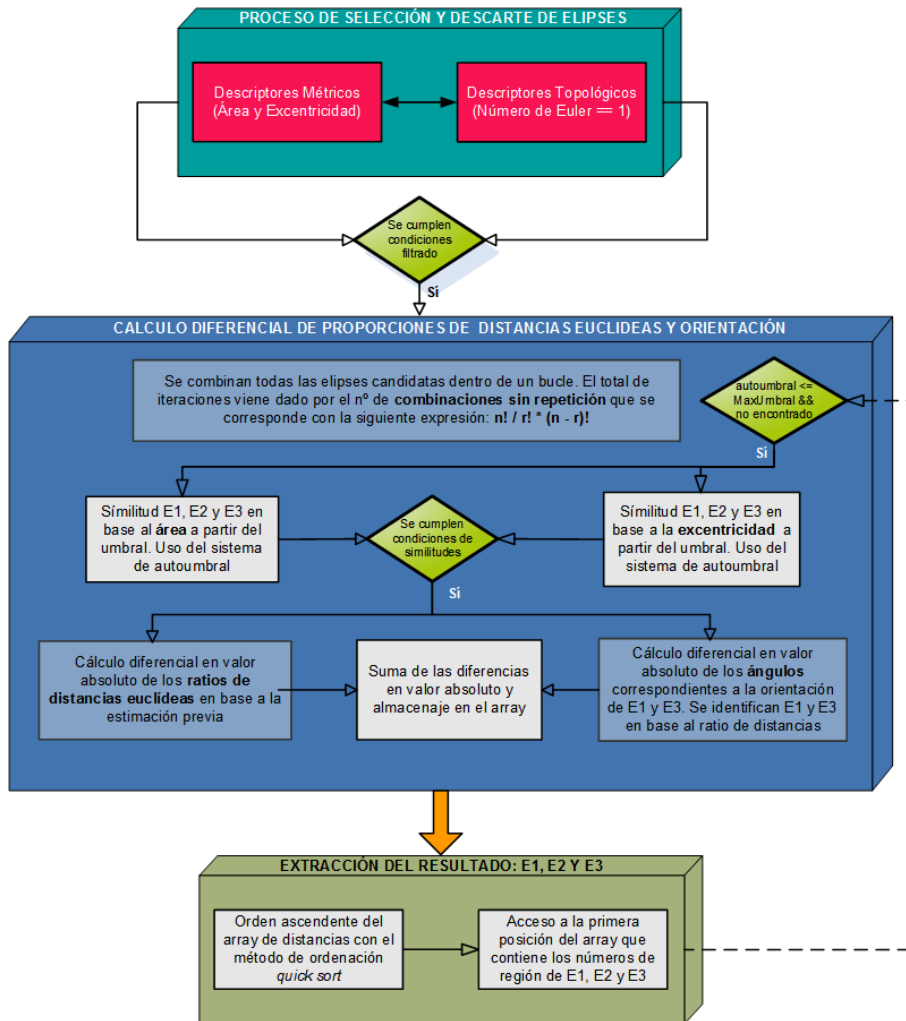 PROCESO DE SELECCIÓN Y DESCARTE DE ELIPSES
Descriptores Métricos
(Área y Excentricidad)
Descriptores Topológicos
(Número de Euler == 1)
Se cumplen
condiciones
filtrado
Sí
CALCULO DIFERENCIAL DE PROPORCIONES DE DISTANCIAS EUCLIDEAS Y ORIENTACIÓN
Se combinan todas las elipses candidatas dentro de un bucle. El total de
iteraciones viene dado por el nº de combinaciones sin repetición que se
corresponde con la siguiente expresión: n! / r! * (n - r)!
autoumbral <=
MaxUmbral &&
no encontrado
Sí
Símilitud E1, E2 y E3 en
base al área a partir del
umbral. Uso del sistema
de autoumbral
Se cumplen
condiciones de
similitudes
Símilitud E1, E2 y E3 en
base a la excentricidad a
partir del umbral. Uso del
sistema de autoumbral
Sí
Cálculo diferencial en valor
absoluto de los ratios de
distancias euclídeas en base a la
estimación previa
Suma de las diferencias
en valor absoluto y
almacenaje en el array
Cálculo diferencial en valor
absoluto de los ángulos
correspondientes a la orientación
de E1 y E3. Se identifican E1 y E3
en base al ratio de distancias
EXTRACCIÓN DEL RESULTADO: E1, E2 Y E3
Orden ascendente del
array de distancias con el
método de ordenación
quick sort
Acceso a la primera
posición del array que
contiene los números de
región de E1, E2 y E3